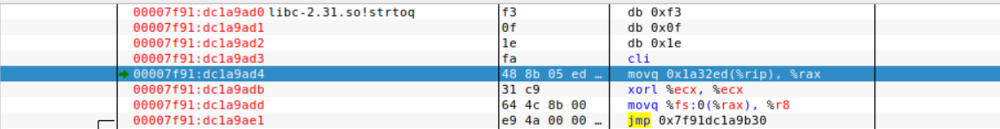 00007f91:dc1a9ad0 libc-2.31.so!strtoq f3 db 0xf3
00007f91:dc1a9ad1 0f db 0x0f
00007f91:dc1a9ad2 1e db 0x1e
00007f91:dc1a9ad3 fa cli
00007f91:dc1a9ad4 48 8b 05 ed … movq 0x1a32ed(%rip), %rax
00007f91:dc1a9adb 31 c9 xorl %ecx, %ecx
00007f91:dc1a9add 64 4c 8b 00 movq %fs:0(%rax), %r8
00007f91:dc1a9ae1 e9 4a 00 00 … jmp 0x7f91dc1a9b30